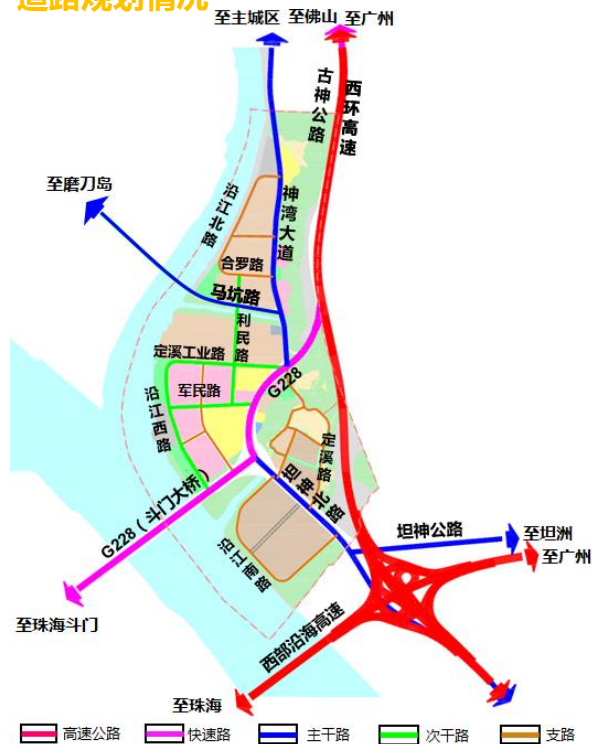 道路规划情况
至主城区
至佛山
至广州
古神公路
西环高速
至磨刀岛
沿江北路
神湾大道
合罗路
马坑路
利民路
定溪工业路
军民路
G228
沿江西路
定溪路
坦神北路
G228（斗门大桥）
坦神公路
至坦洲
至广州
沿江南路
至珠海斗门
西部沿海高速
至珠海
高速公路 快速路 主干路 次干路 支路